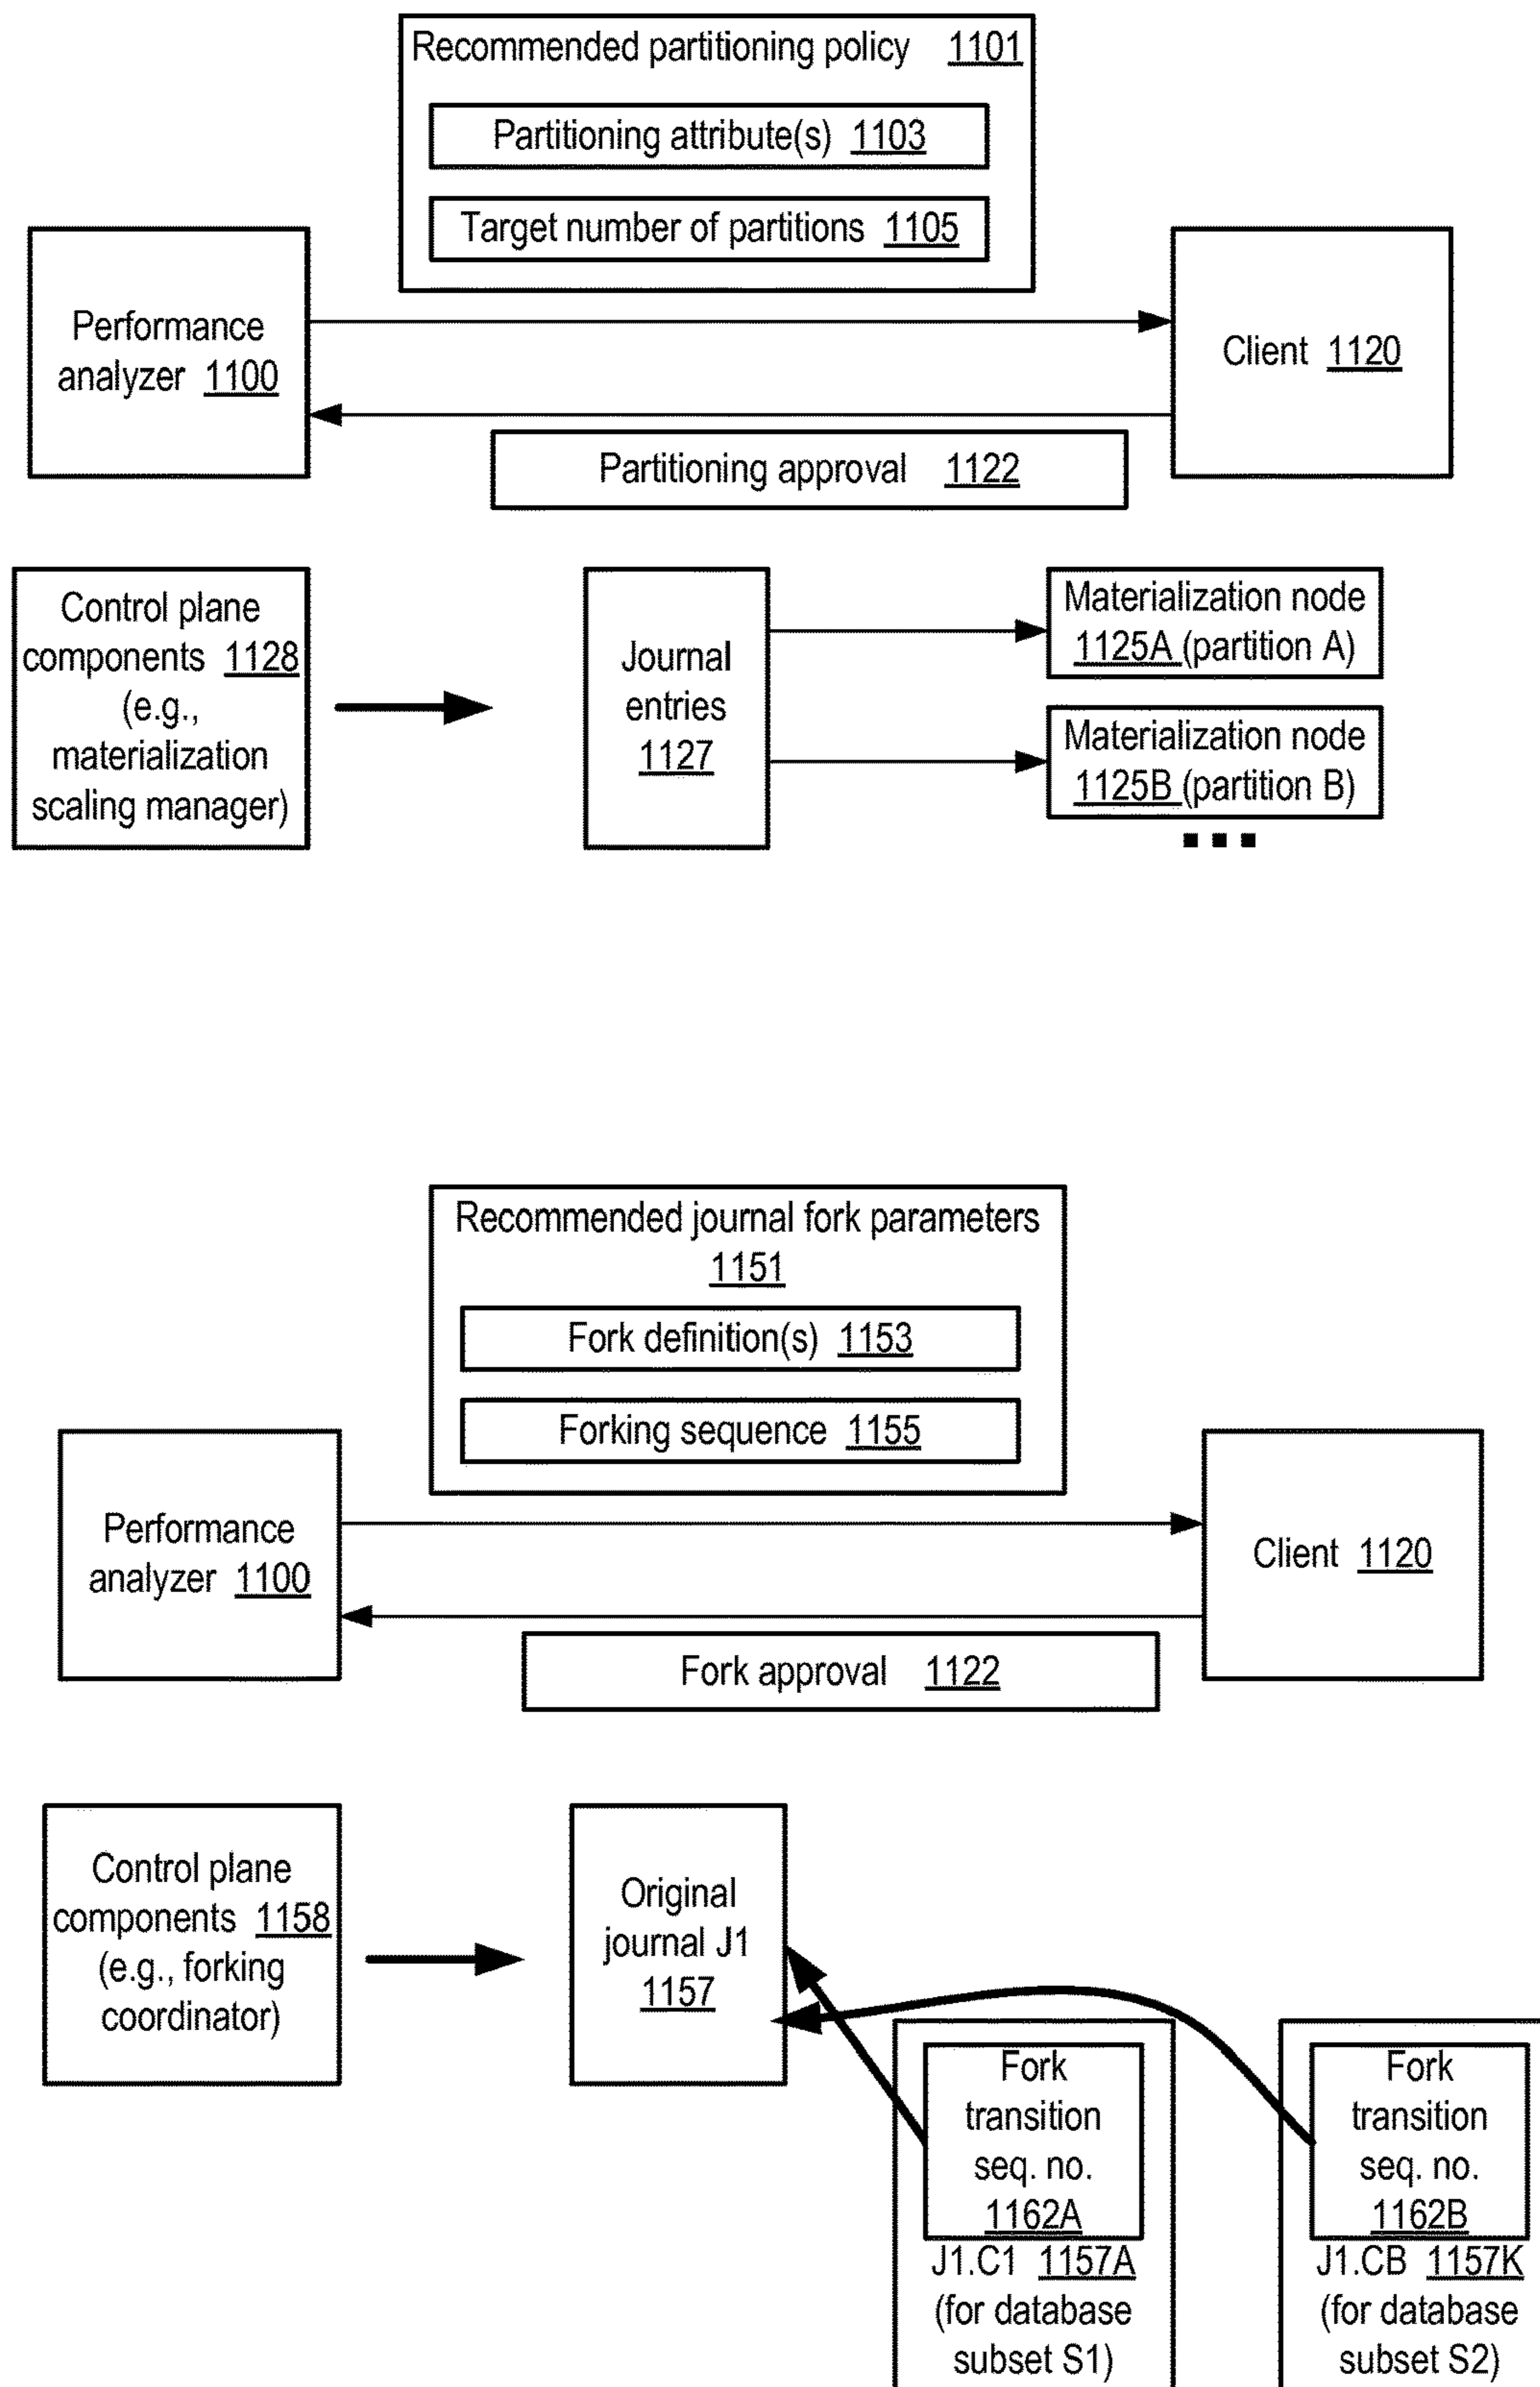 Recommended partitioning policy 1101
Partitioning attribute(s) 1103
Target number of partitions 1105
Performance
analyzer 1100
Client 1120
Partitioning approval 1122
Control plane
components 1128
(e.g.,
materialization
scaling manager)
Journal
entries
1127
Materialization node
1125A (partition A)
Materialization node
1125B (partition B)
...
Recommended journal fork parameters
1151
Fork definition(s) 1153
Forking sequence 1155
Performance
analyzer 1100
Client 1120
Fork approval 1122
Control plane
components 1158
(e.g., forking
coordinator)
Original
journal J1
1157
Fork
transition
seq. no.
1162A
J1.C1 1157A
(for database
subset S1)
Fork
transition
seq. no.
1162B
J1.CB 1157K
(for database
subset S2)